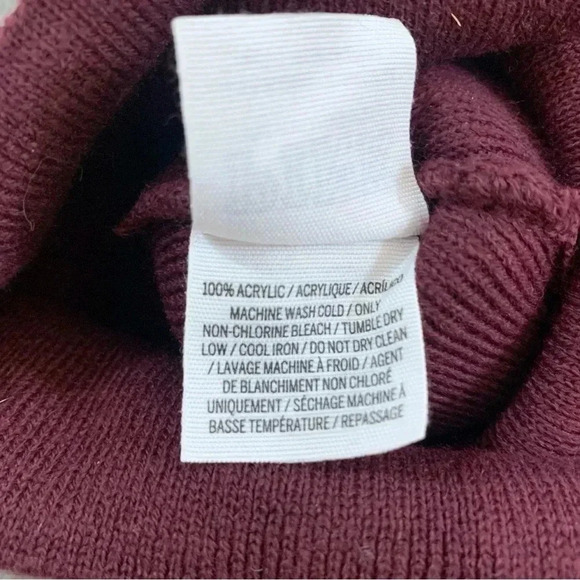 100% ACRYLIC / ACRYLIQUE / ACRÍLICO
MACHINE WASH COLD / ONLY
NON-CHLORINE BLEACH / TUMBLE DRY
LOW / COOL IRON / DO NOT DRY CLEAN
/ LAVAGE MACHINE À FROID / AGENT
DE BLANCHIMENT NON CHLORÉ
UNIQUEMENT / SÉCHAGE MACHINE À
BASSE TEMPÉRATURE / REPASSAGE